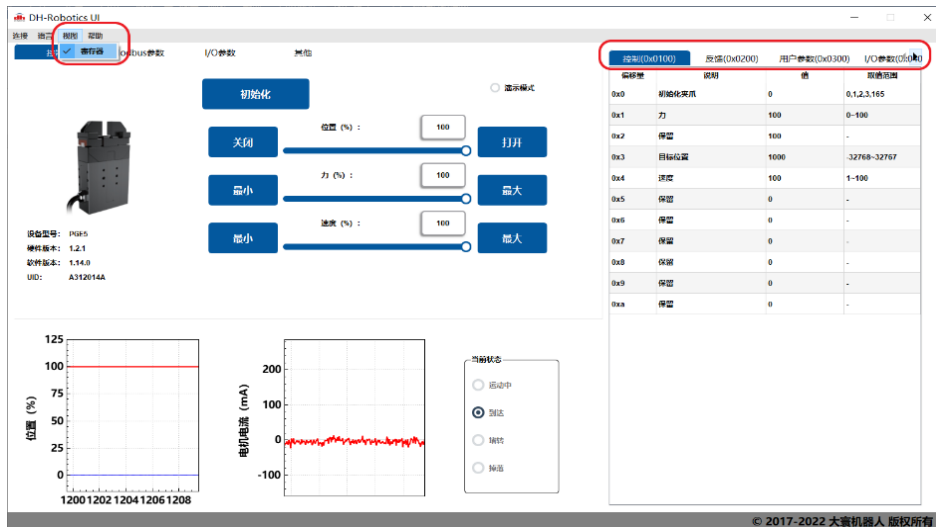 DH-Robotics UI
连接 语言 视图 帮助
寄存器
odbus参数 I/O参数 其他
初始化
演示模式
位置 (%) : 100
关闭 打开
力 (%) : 100
最小 最大
速度 (%) : 100
最小 最大
设备型号: PGE5
硬件版本: 1.2.1
软件版本: 1.14.0
UID: A312014A
控制(0x0100) 反馈(0x0200) 用户参数(0x0300) I/O参数(0x040
偏移量 说明 值 取值范围
0x0 初始化夹爪 0 0,1,2,3,165
0x1 力 100 0~100
0x2 保留 100 -
0x3 目标位置 1000 -32768~32767
0x4 速度 100 1~100
0x5 保留 0 -
0x6 保留 0 -
0x7 保留 0 -
0x8 保留 0 -
0x9 保留 0 -
0xa 保留 0 -
位置 (%)
125
100
75
50
25
0
1200 1202 1204 1206 1208
电机电流 (mA)
200
100
0
-100
当前状态
运动中
到达
堵转
掉落
© 2017-2022 大寰机器人 版权所有